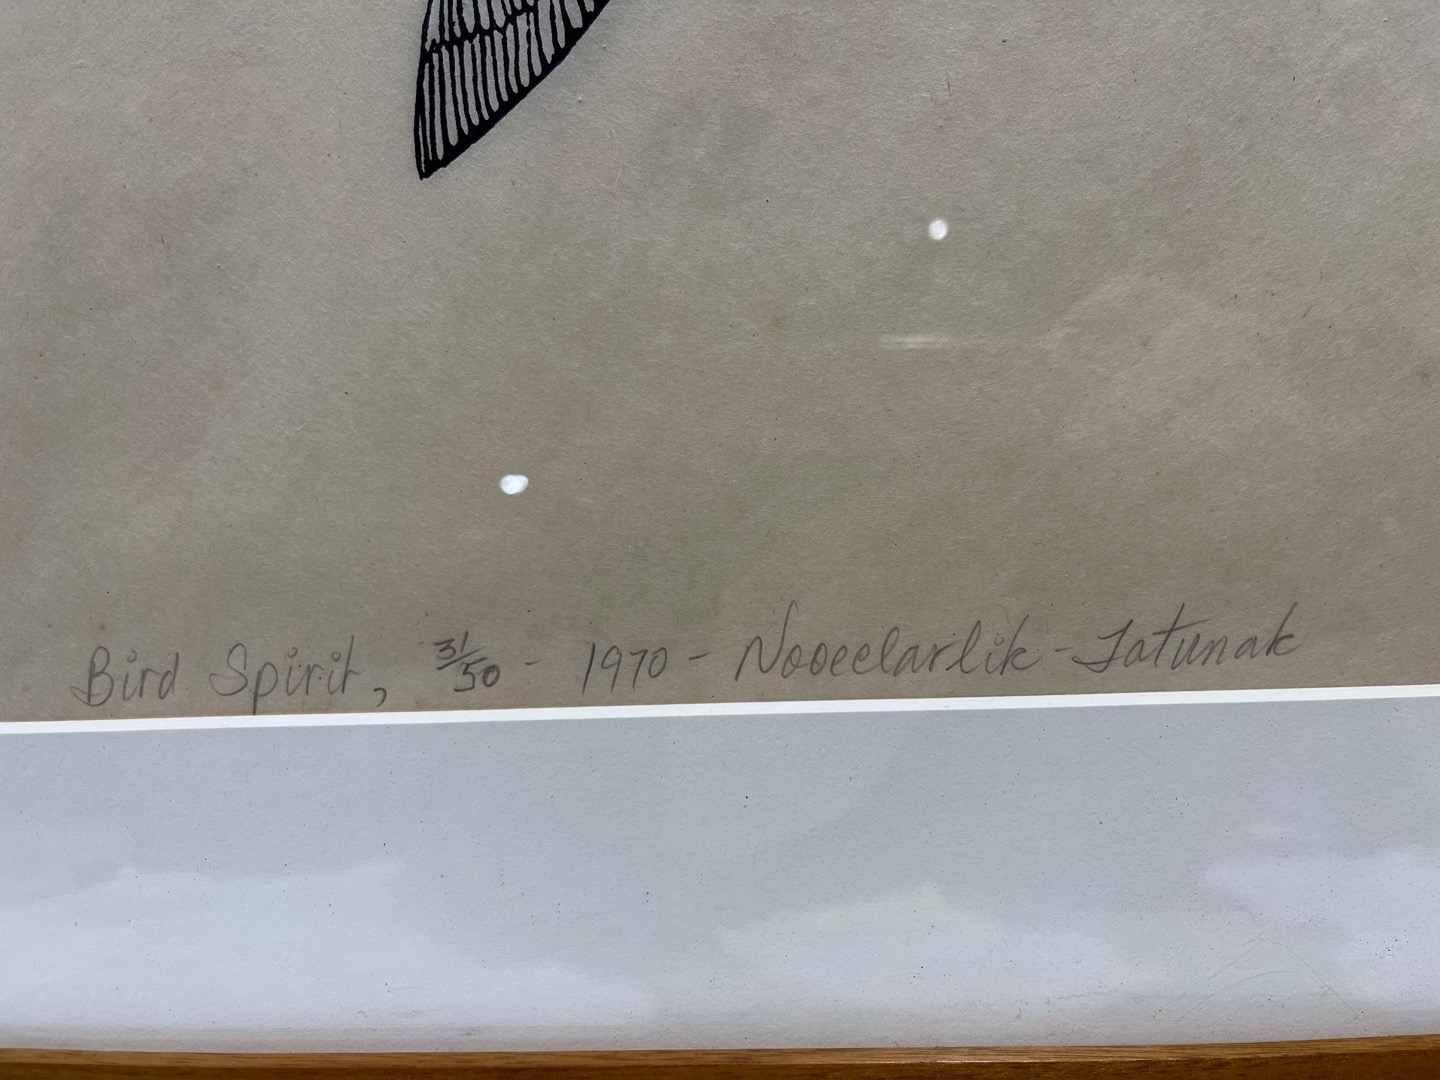 Bird Spirit, 31/50 - 1970 - Nooeelarlik - Tatunak